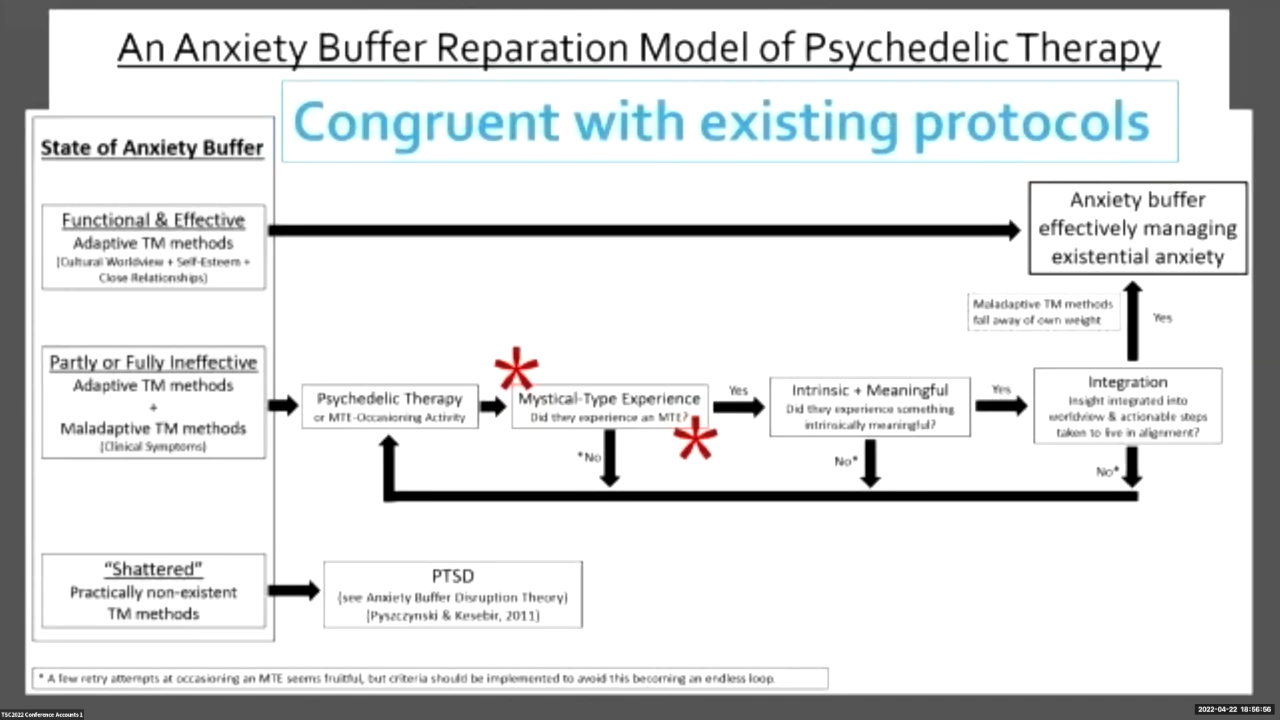 An Anxiety Buffer Reparation Model of Psychedelic Therapy
Congruent with existing protocols
State of Anxiety Buffer
Functional & Effective
Adaptive TM methods
(Cultural Worldview + Self-Esteem +
Close Relationships)
Anxiety buffer
effectively managing
existential anxiety
Maladaptive TM methods
fall away of own weight
Yes
Partly or Fully Ineffective
Adaptive TM methods
+
Maladaptive TM methods
(Clinical Symptoms)
Psychedelic Therapy
or MTE-Occasioning Activity
*
Mystical-Type Experience
Did they experience an MTE?
*
Yes
Intrinsic + Meaningful
Did they experience something
intrinsically meaningful?
Yes
Integration
Insight integrated into
worldview & actionable steps
taken to live in alignment?
*No
No*
No*
"Shattered"
Practically non-existent
TM methods
PTSD
(see Anxiety Buffer Disruption Theory)
(Pyszczynski & Kesebir, 2011)
* A few retry attempts at occasioning an MTE seems fruitful, but criteria should be implemented to avoid this becoming an endless loop.
TSC2022 Conference Accounts 1
2022-04-22 18:56:56